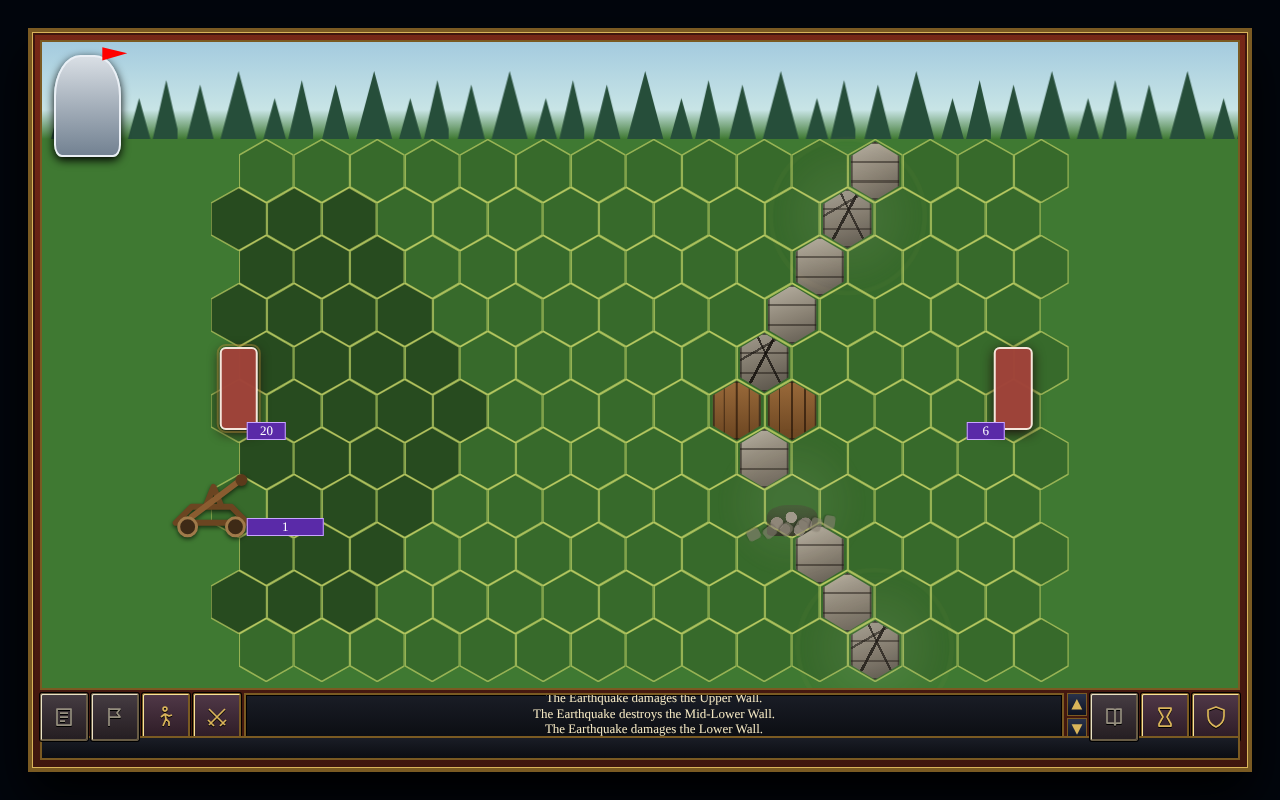 20
6
1
The Earthquake damages the Upper Wall.
The Earthquake destroys the Mid-Lower Wall.
The Earthquake damages the Lower Wall.